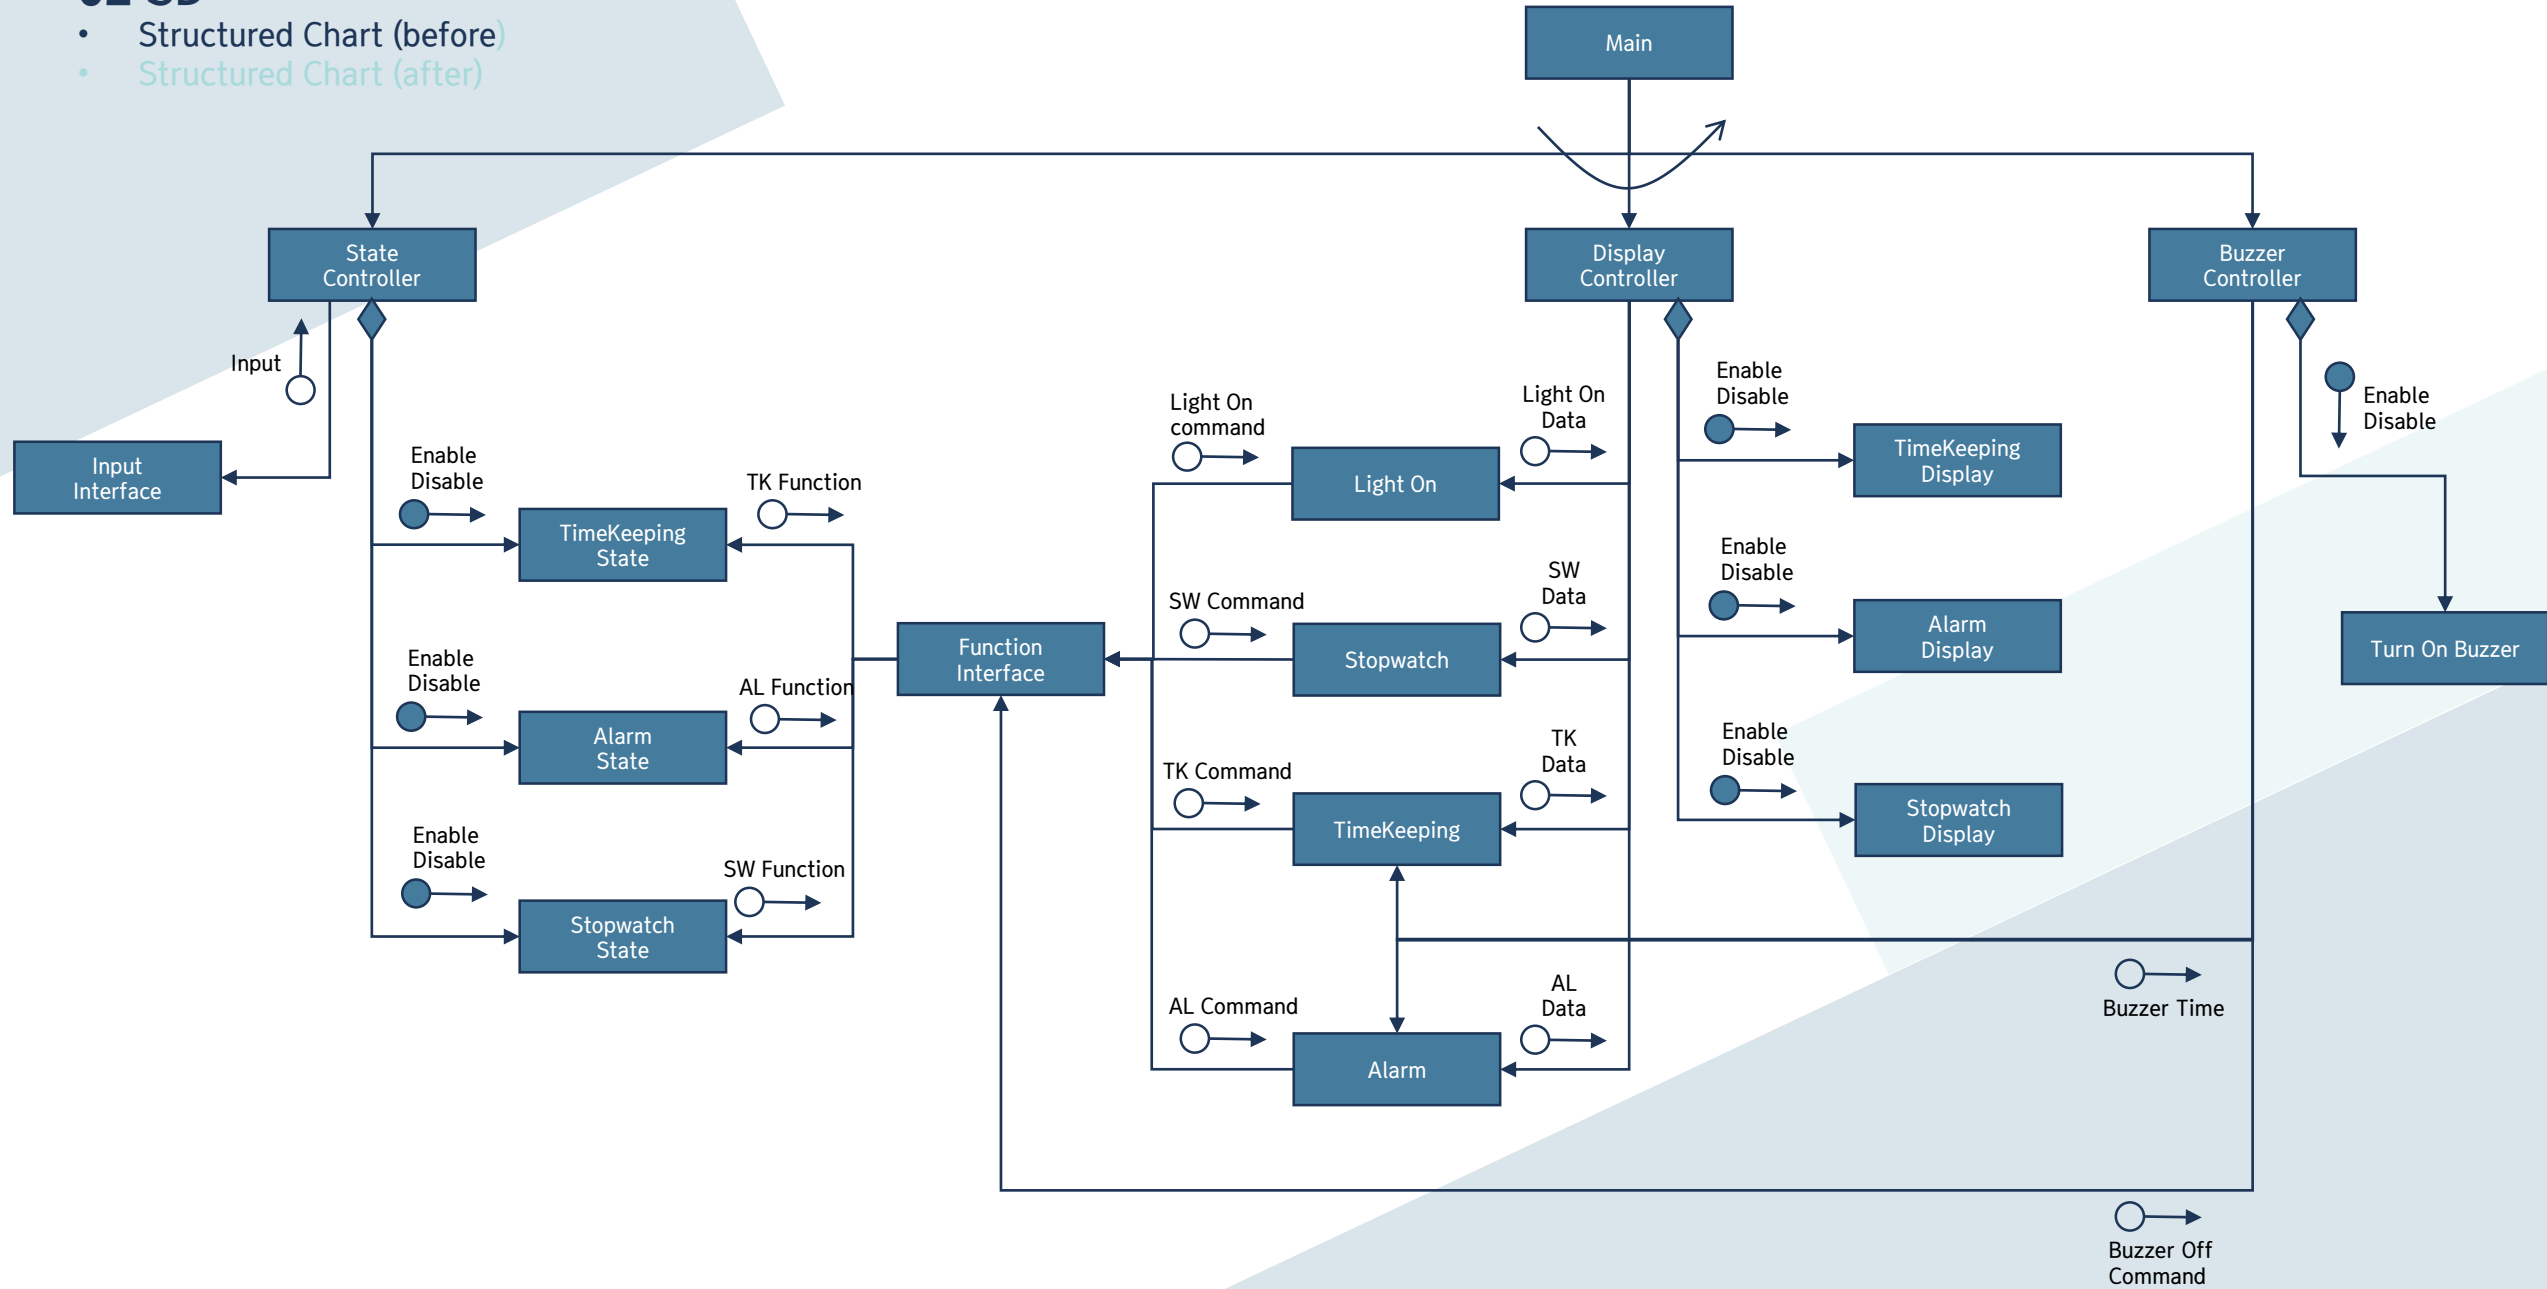 • Structured Chart (before)
• Structured Chart (after)
Main
State
Controller
Display
Controller
Buzzer
Controller
Input
Input
Interface
Enable
Disable
TimeKeeping
State
TK Function
Enable
Disable
Alarm
State
AL Function
Enable
Disable
Stopwatch
State
SW Function
Function
Interface
Light On
command
Light On
Light On
Data
SW Command
Stopwatch
SW
Data
TK Command
TimeKeeping
TK
Data
AL Command
Alarm
AL
Data
Enable
Disable
TimeKeeping
Display
Enable
Disable
Alarm
Display
Enable
Disable
Stopwatch
Display
Enable
Disable
Turn On Buzzer
Buzzer Time
Buzzer Off
Command